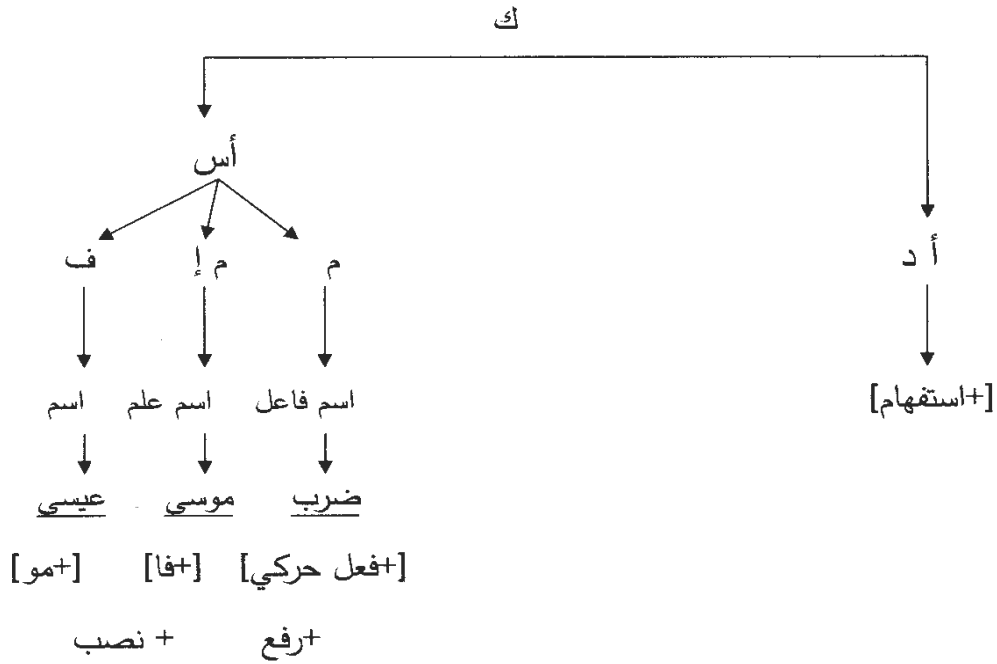 ك
أس
أ د
م م إ ف
[+استفهام]
اسم فاعل اسم علم اسم
ضرب موسى عيسى
[+فعل حركي] [+فا] [+مو]
+رفع + نصب